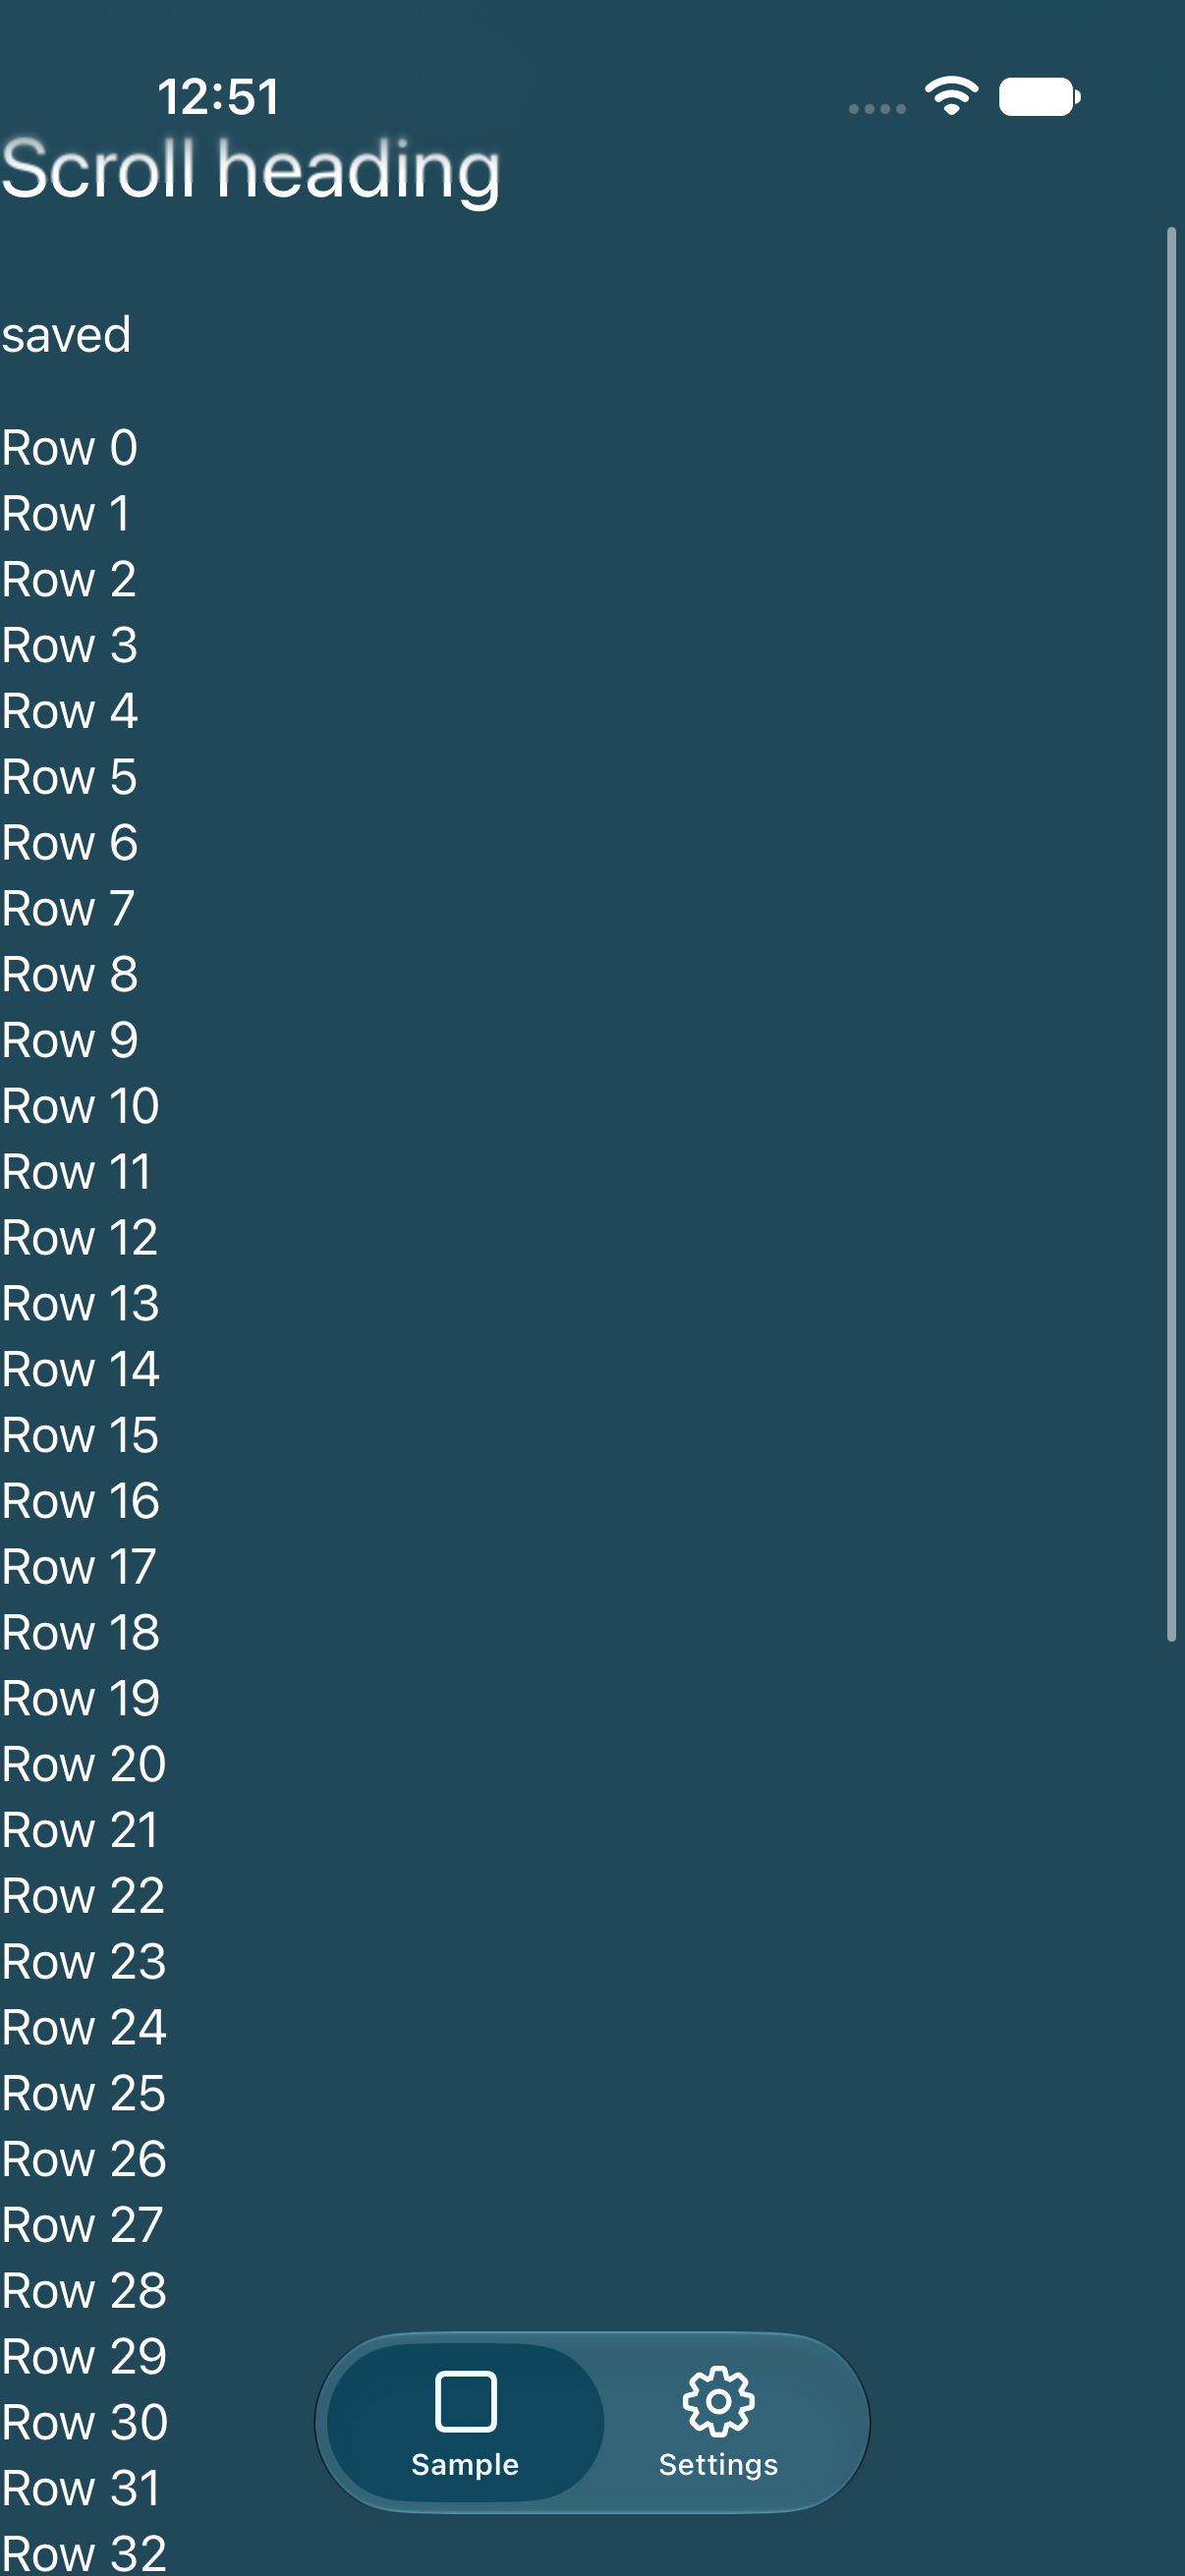 12:51
Scroll heading
saved
Row 0
Row 1
Row 2
Row 3
Row 4
Row 5
Row 6
Row 7
Row 8
Row 9
Row 10
Row 11
Row 12
Row 13
Row 14
Row 15
Row 16
Row 17
Row 18
Row 19
Row 20
Row 21
Row 22
Row 23
Row 24
Row 25
Row 26
Row 27
Row 28
Row 29
Row 30
Row 31
Row 32
Sample Settings